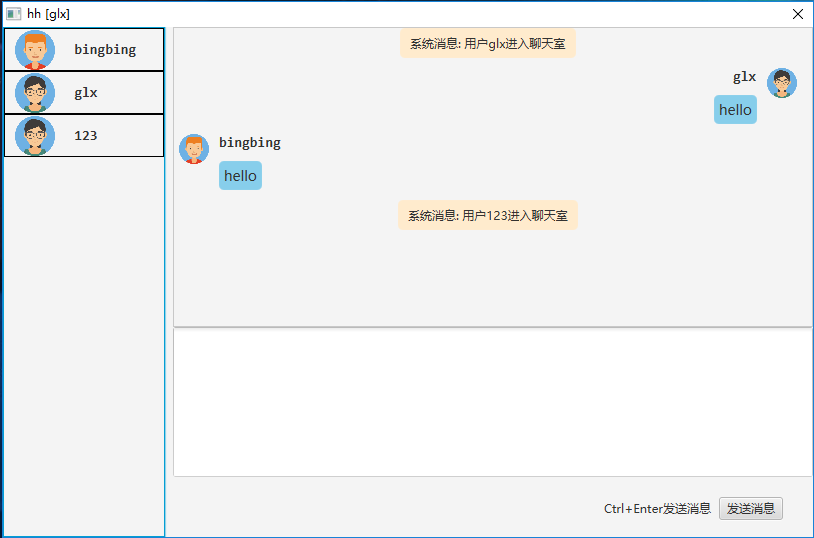 hh [glx]
bingbing
glx
123
系统消息: 用户glx进入聊天室
glx
hello
bingbing
hello
系统消息: 用户123进入聊天室
Ctrl+Enter发送消息 发送消息